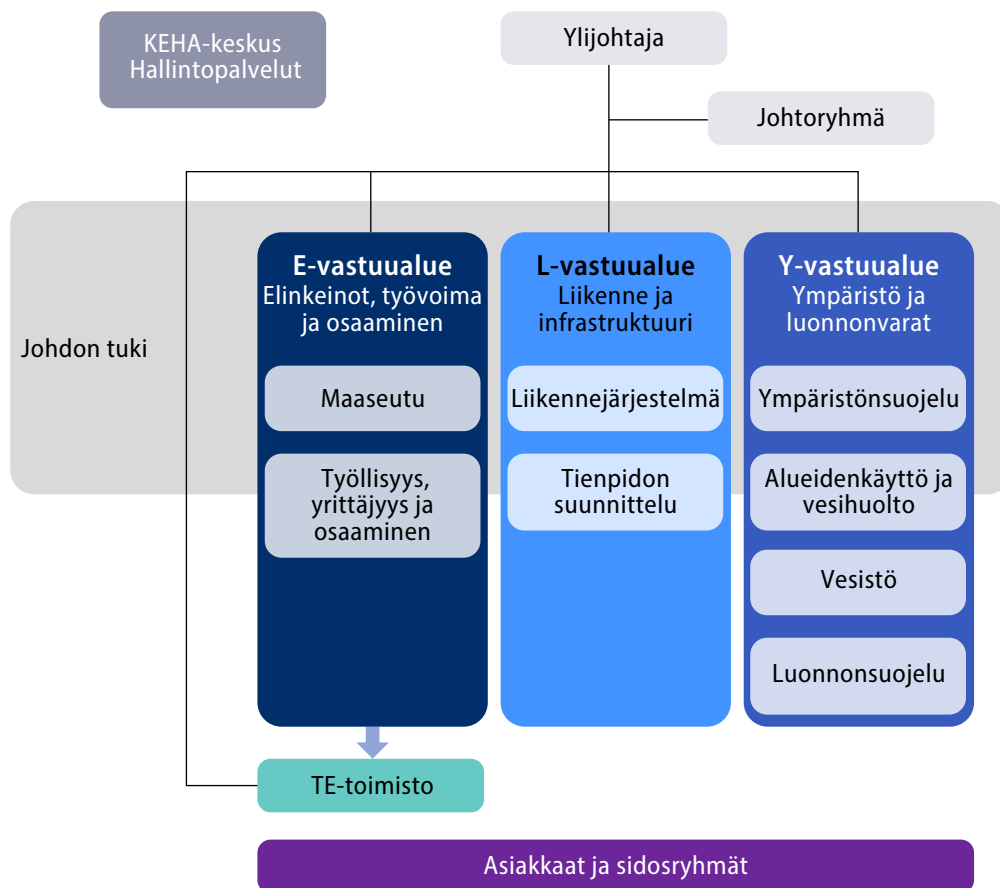 KEHA-keskus
Hallintopalvelut
Ylijohtaja
Johtoryhmä
Johdon tuki
E-vastuualue
Elinkeinot, työvoima
ja osaaminen
Maaseutu
Työllisyys,
yrittäjyys ja
osaaminen
L-vastuualue
Liikenne ja
infrastruktuuri
Liikennejärjestelmä
Tienpidon
suunnittelu
Y-vastuualue
Ympäristö ja
luonnonvarat
Ympäristönsuojelu
Alueidenkäyttö ja
vesihuolto
Vesistö
Luonnonsuojelu
TE-toimisto
Asiakkaat ja sidosryhmät